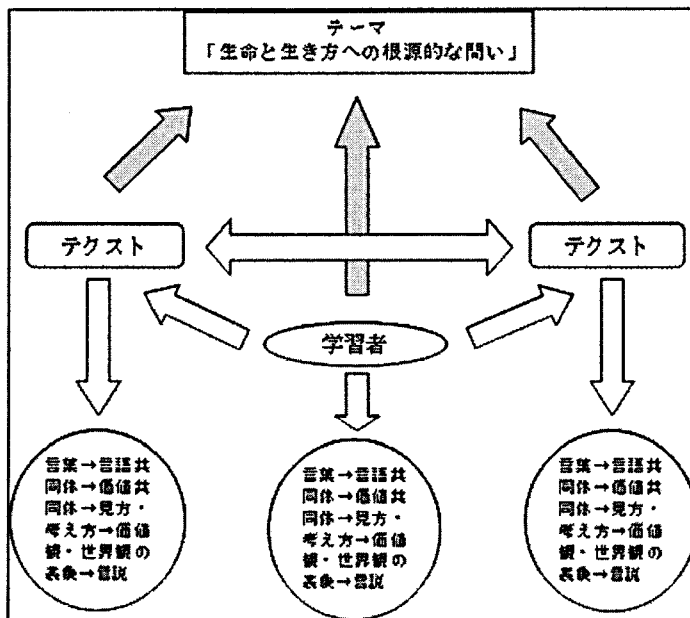 テーマ
「生命と生き方への根源的な問い」
テクスト
テクスト
学習者
言葉→言語共
同体→価値共
同体→見方・
考え方→価値
観・世界観の
表象→言説
言葉→言語共
同体→価値共
同体→見方・
考え方→価値
観・世界観の
表象→言説
言葉→言語共
同体→価値共
同体→見方・
考え方→価値
観・世界観の
表象→言説